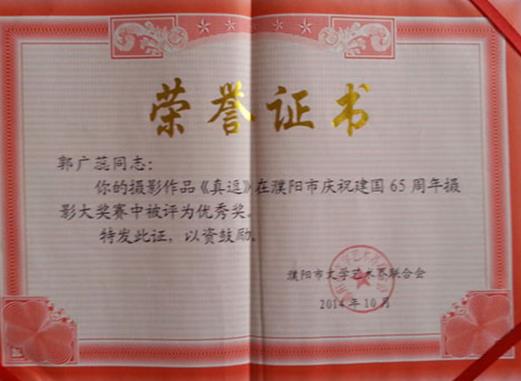 荣誉证书
郭广蕊同志：
你的摄影作品《真逗》在濮阳市庆祝建国65周年摄
影大奖赛中被评为优秀奖。
特发此证，以资鼓励。
濮阳市文学艺术界联合会
2014年10月